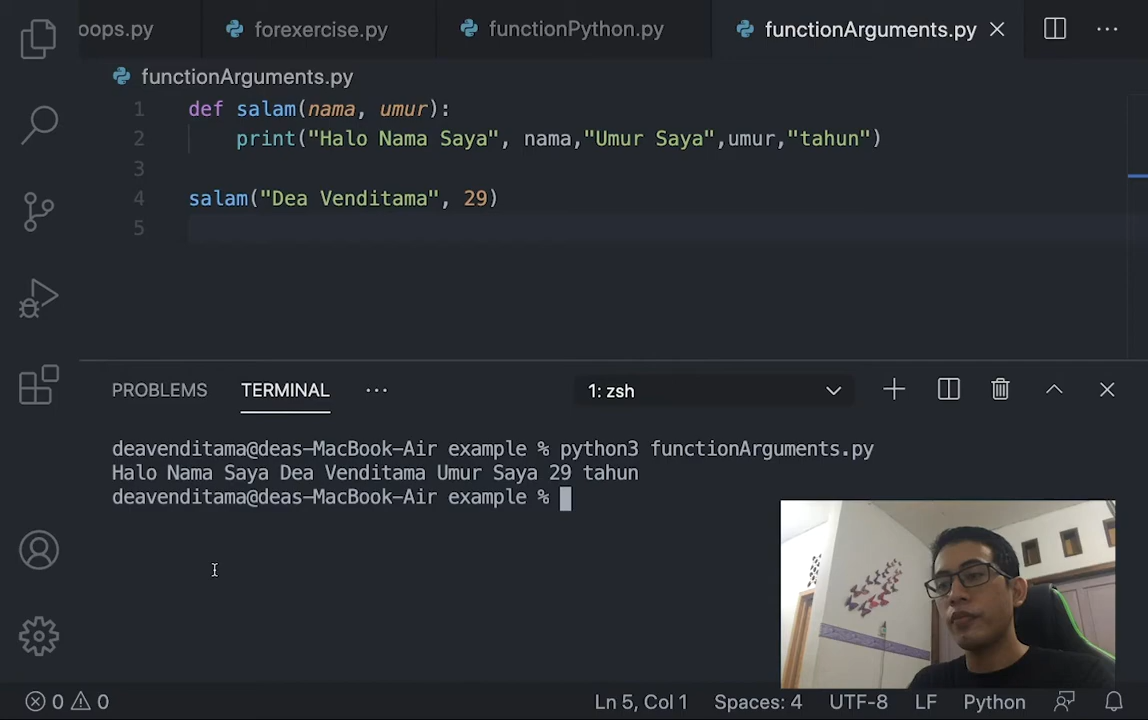 oops.py forexercise.py functionPython.py functionArguments.py
functionArguments.py
1 def salam(nama, umur):
2 print("Halo Nama Saya", nama,"Umur Saya",umur,"tahun")
3
4 salam("Dea Venditama", 29)
5
PROBLEMS TERMINAL ... 1: zsh
deavenditama@deas-MacBook-Air example % python3 functionArguments.py
Halo Nama Saya Dea Venditama Umur Saya 29 tahun
deavenditama@deas-MacBook-Air example %
0 0 Ln 5, Col 1 Spaces: 4 UTF-8 LF Python